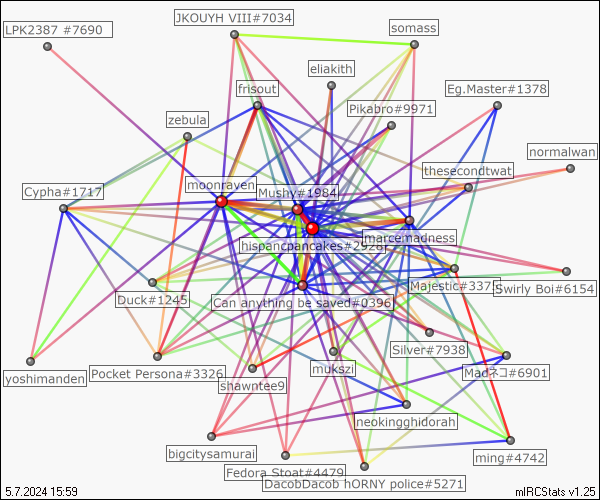 JKOUYH VIII#7034
LPK2387 #7690
somass
eliakith
frisout
Eg.Master#1378
Pikabro#9971
zebula
normalwan
thesecondtwat
moonraven
Cypha#1717
Mushy#1984
marcemadness
Majestic#337
Swirly Boi#6154
Duck#1245
Can anything be saved#0396
Silver#7938
mukszi
Madネコ#6901
Pocket Persona#3326
yoshimanden
shawntee9
neokingghidorah
bigcitysamurai
ming#4742
Fedora Stoat#4479
DacobDacob hORNY police#5271
5.7.2024 15:59
mIRCStats v1.25